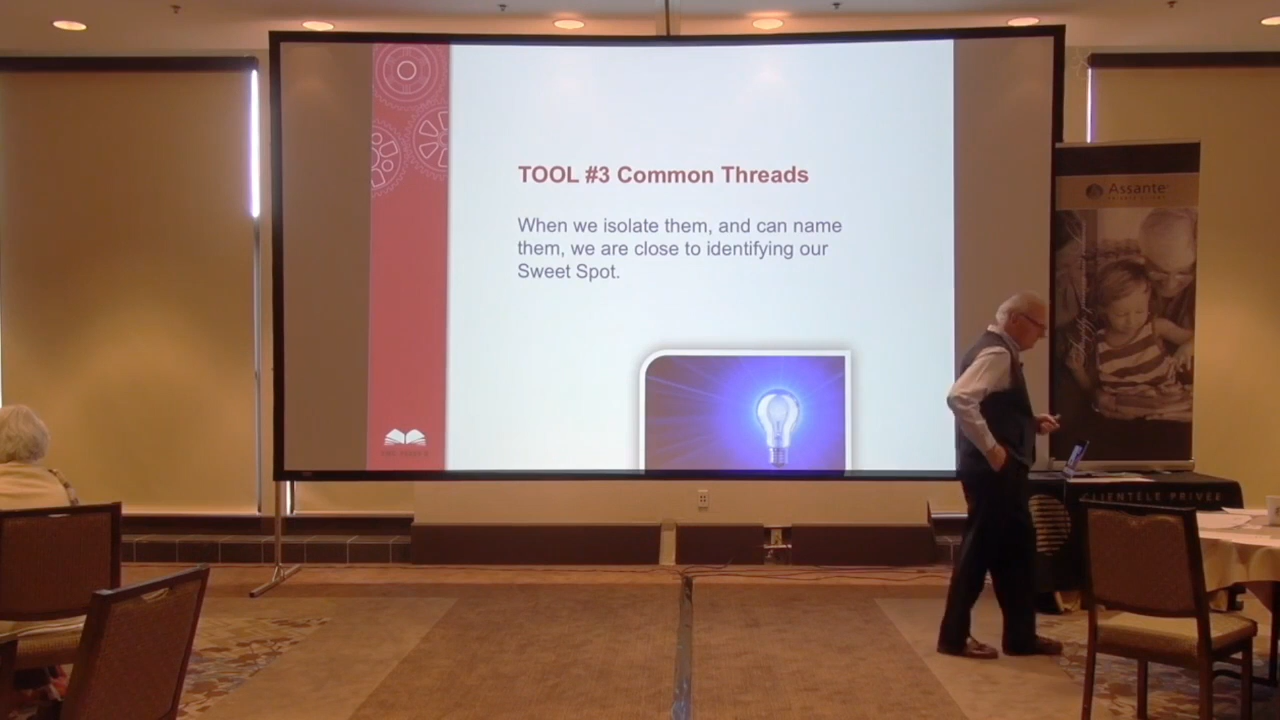 TOOL #3 Common Threads
When we isolate them, and can name
them, we are close to identifying our
Sweet Spot.
Assante
CLIENTÈLE PRIVÉE